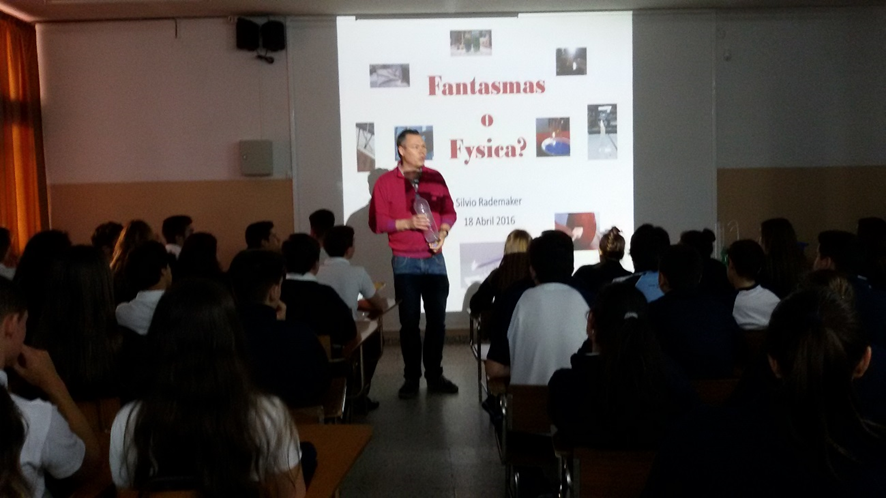 Fantasmas
o
Fysica?
Silvio Rademaker
18 Abril 2016